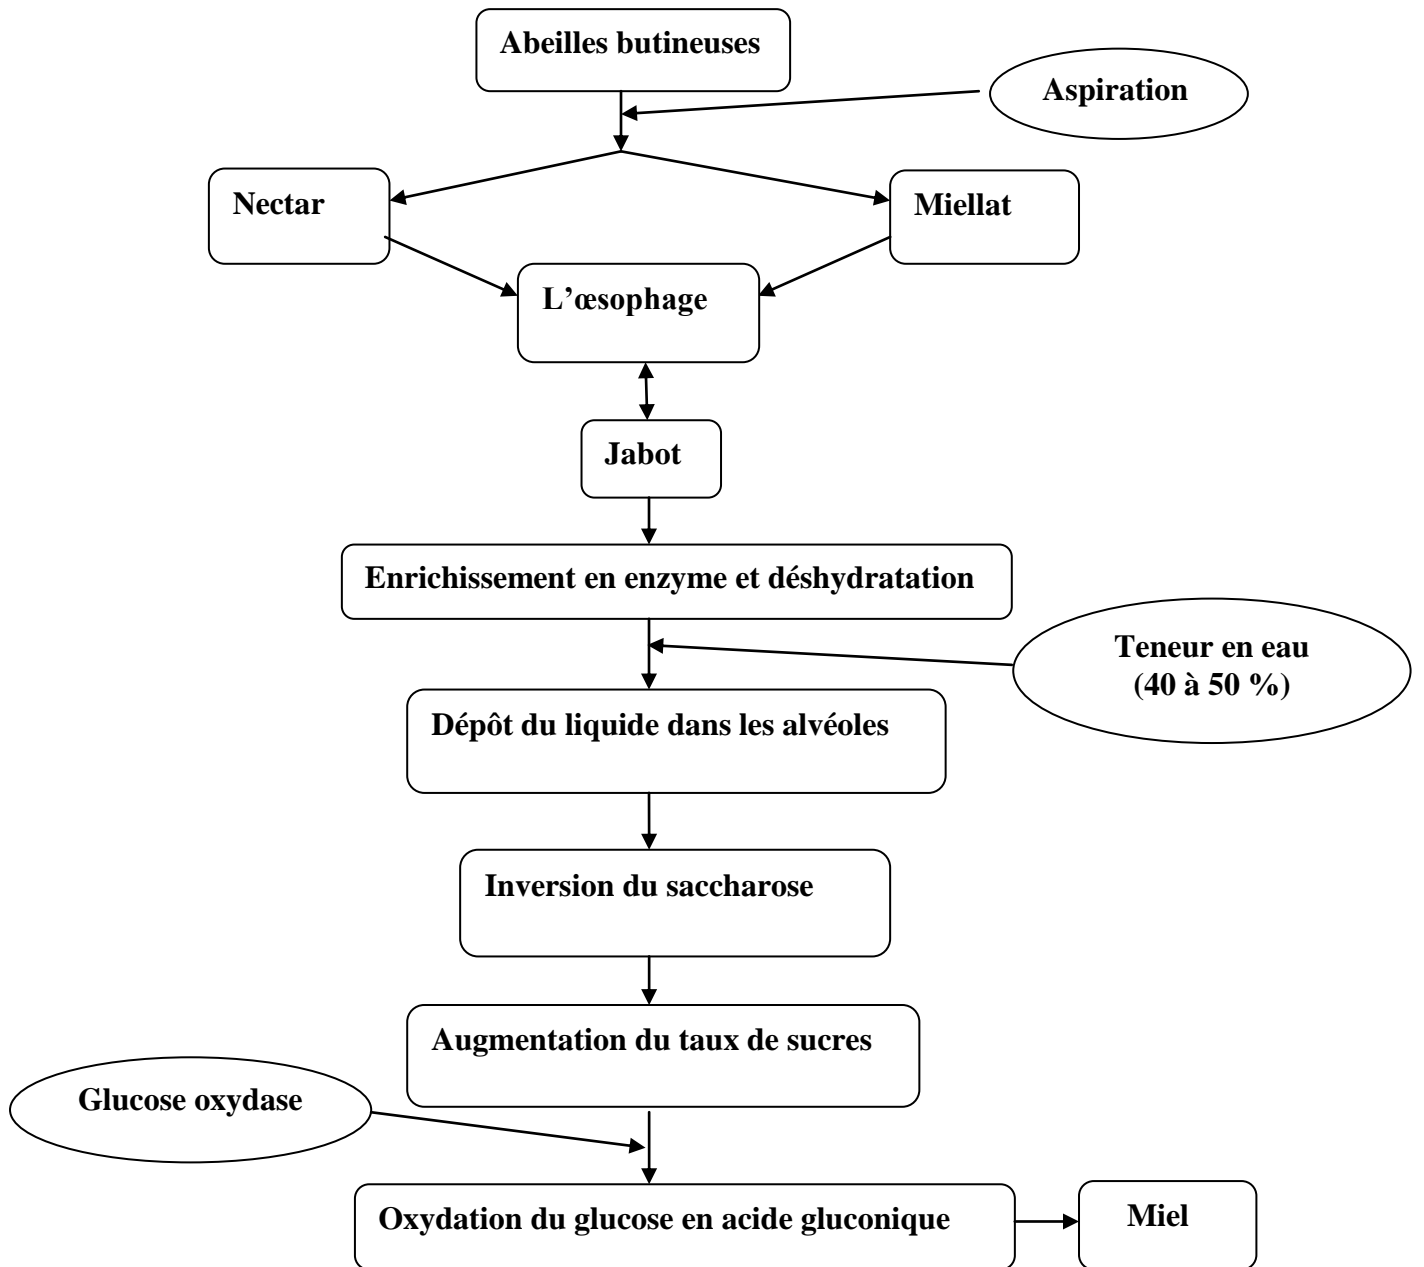 Abeilles butineuses
Aspiration
Nectar
Miellat
L’œsophage
Jabot
Enrichissement en enzyme et déshydratation
Teneur en eau
(40 à 50 %)
Dépôt du liquide dans les alvéoles
Inversion du saccharose
Augmentation du taux de sucres
Glucose oxydase
Oxydation du glucose en acide gluconique
Miel